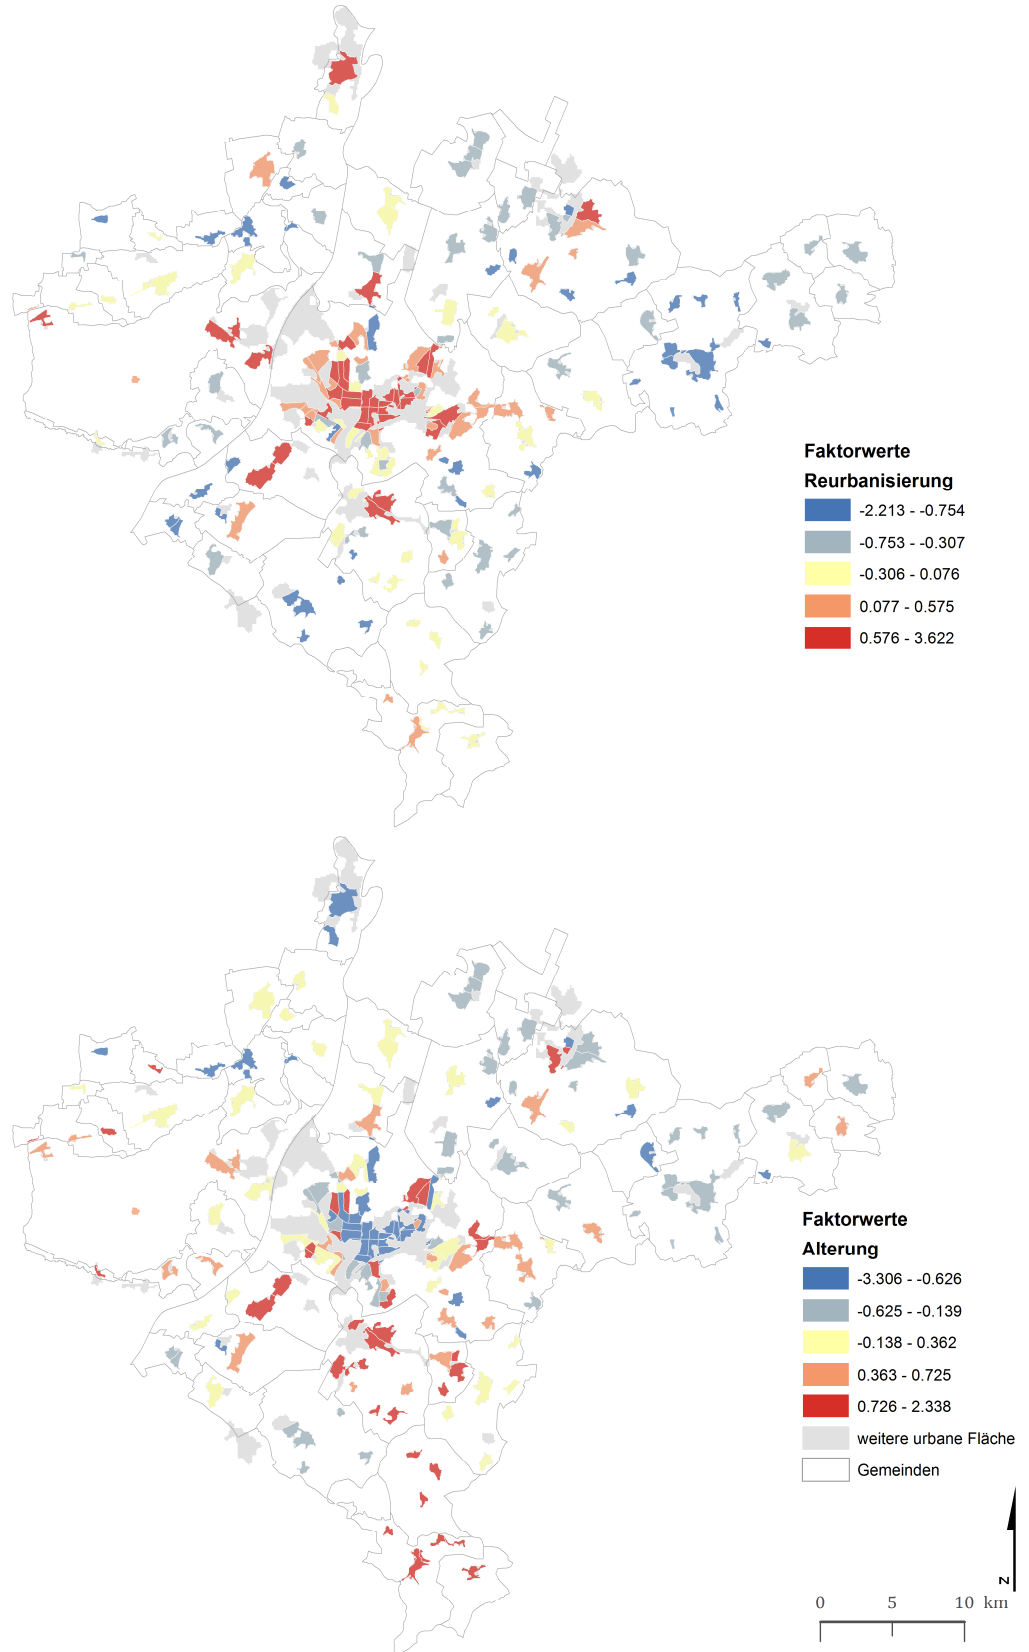 Faktorwerte
Reurbanisierung
-2.213 - -0.754
-0.753 - -0.307
-0.306 - 0.076
0.077 - 0.575
0.576 - 3.622
Faktorwerte
Alterung
-3.306 - -0.626
-0.625 - -0.139
-0.138 - 0.362
0.363 - 0.725
0.726 - 2.338
weitere urbane Fläche
Gemeinden
N
0 5 10 km